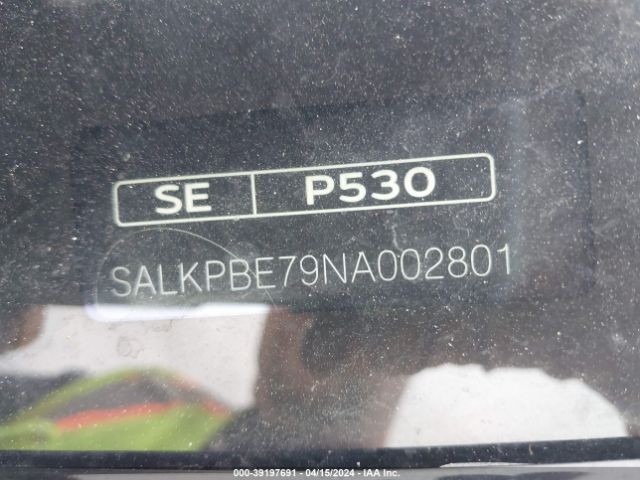 SE P530
SALKPBE79NA002801
000-39197691 - 04/15/2024 - IAA Inc.